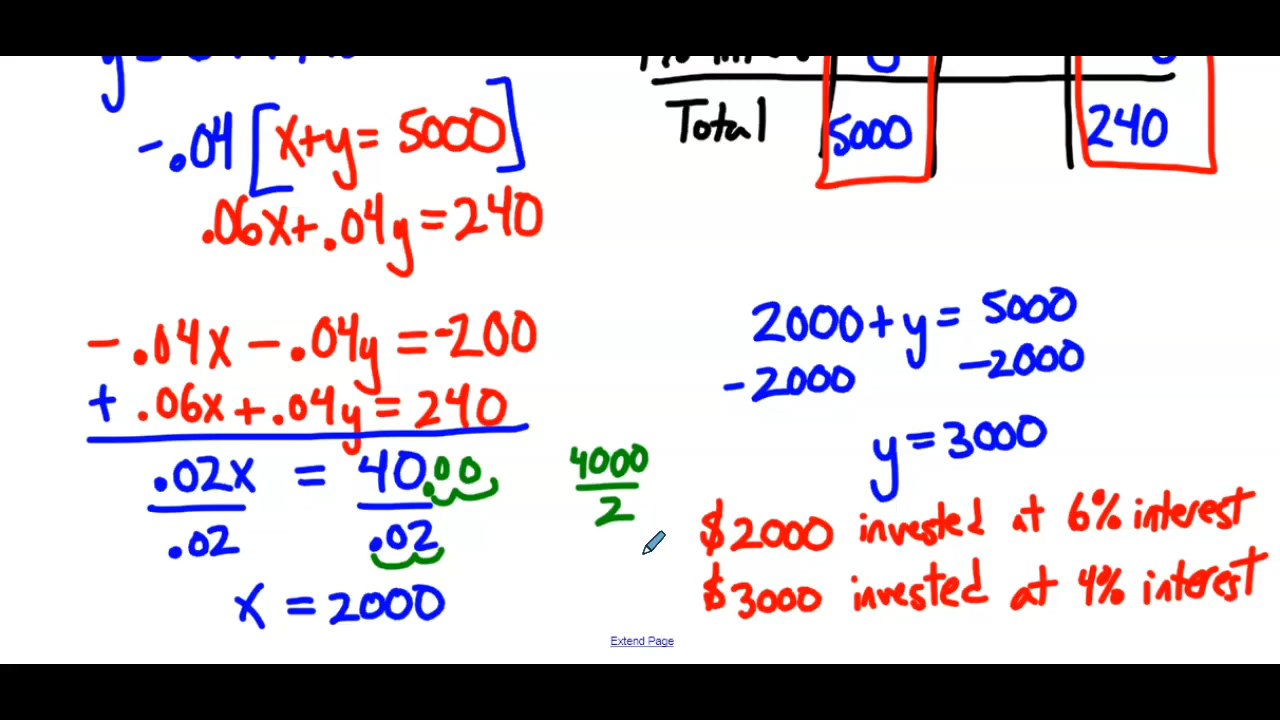 y =
-.04 [x+y = 5000]
.06x+.04y = 240
-.04x - .04y = -200
+ .06x + .04y = 240
.02x = 40.00
.02 .02
x = 2000
4000
2
Total 5000 240
2000 + y = 5000
-2000 -2000
y = 3000
$2000 invested at 6% interest
$3000 invested at 4% interest
Extend Page